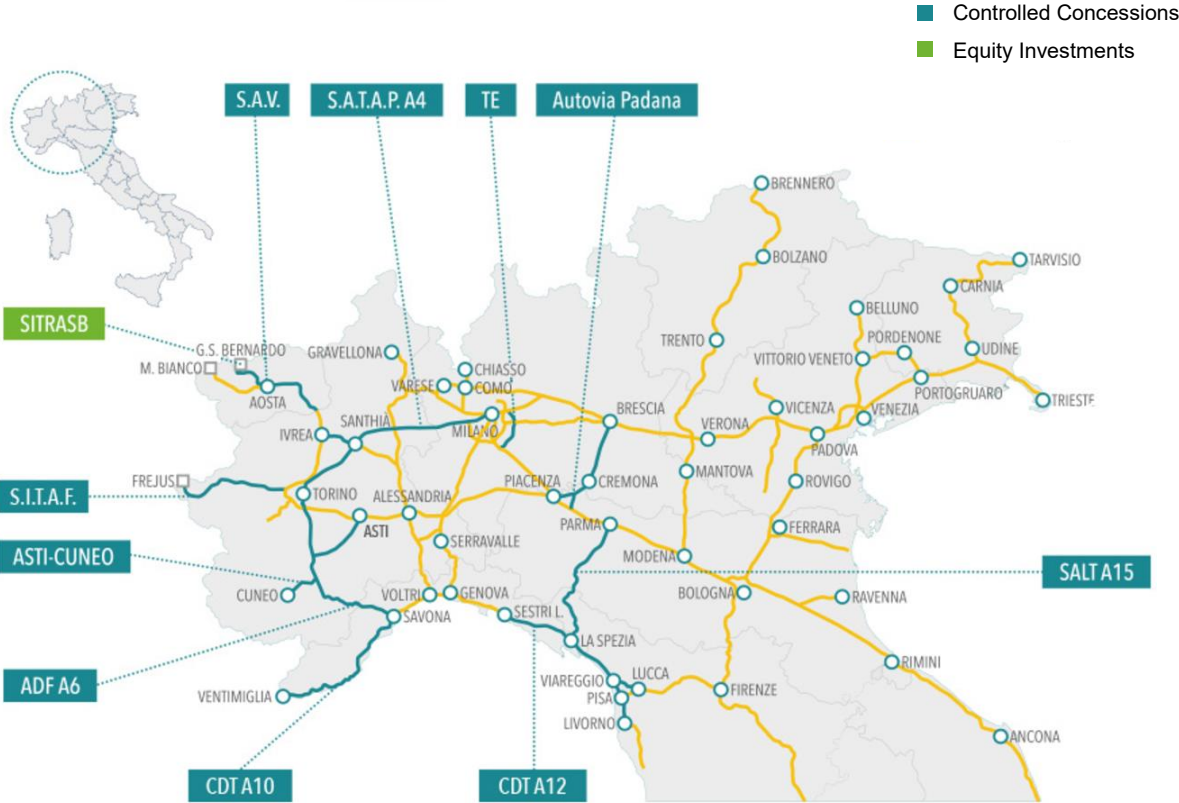 Controlled Concessions
Equity Investments
S.A.V.
S.A.T.A.P. A4
TE
Autovia Padana
BRENNERO
BOLZANO
TARVISIO
CARNIA
BELLUNO
SITRASB
PORDENONE
TRENTO
UDINE
G.S. BERNARDO
GRAVELLONA
VITTORIO VENETO
M. BIANCO
CHIASSO
VARESE
COMO
PORTOGRUARO
AOSTA
TRIESTE
BRESCIA
VICENZA
VENEZIA
SANTHIÀ
IVREA
MILANO
VERONA
PADOVA
MANTOVA
FREJUS
PIACENZA
CREMONA
ROVIGO
S.I.T.A.F.
TORINO
ALESSANDRIA
ASTI
PARMA
FERRARA
SERRAVALLE
ASTI-CUNEO
MODENA
SALT A15
CUNEO
VOLTRI
GENOVA
BOLOGNA
RAVENNA
SAVONA
SESTRI L.
LA SPEZIA
RIMINI
ADF A6
VIAREGGIO
LUCCA
VENTIMIGLIA
PISA
FIRENZE
LIVORNO
ANCONA
CDT A10
CDT A12